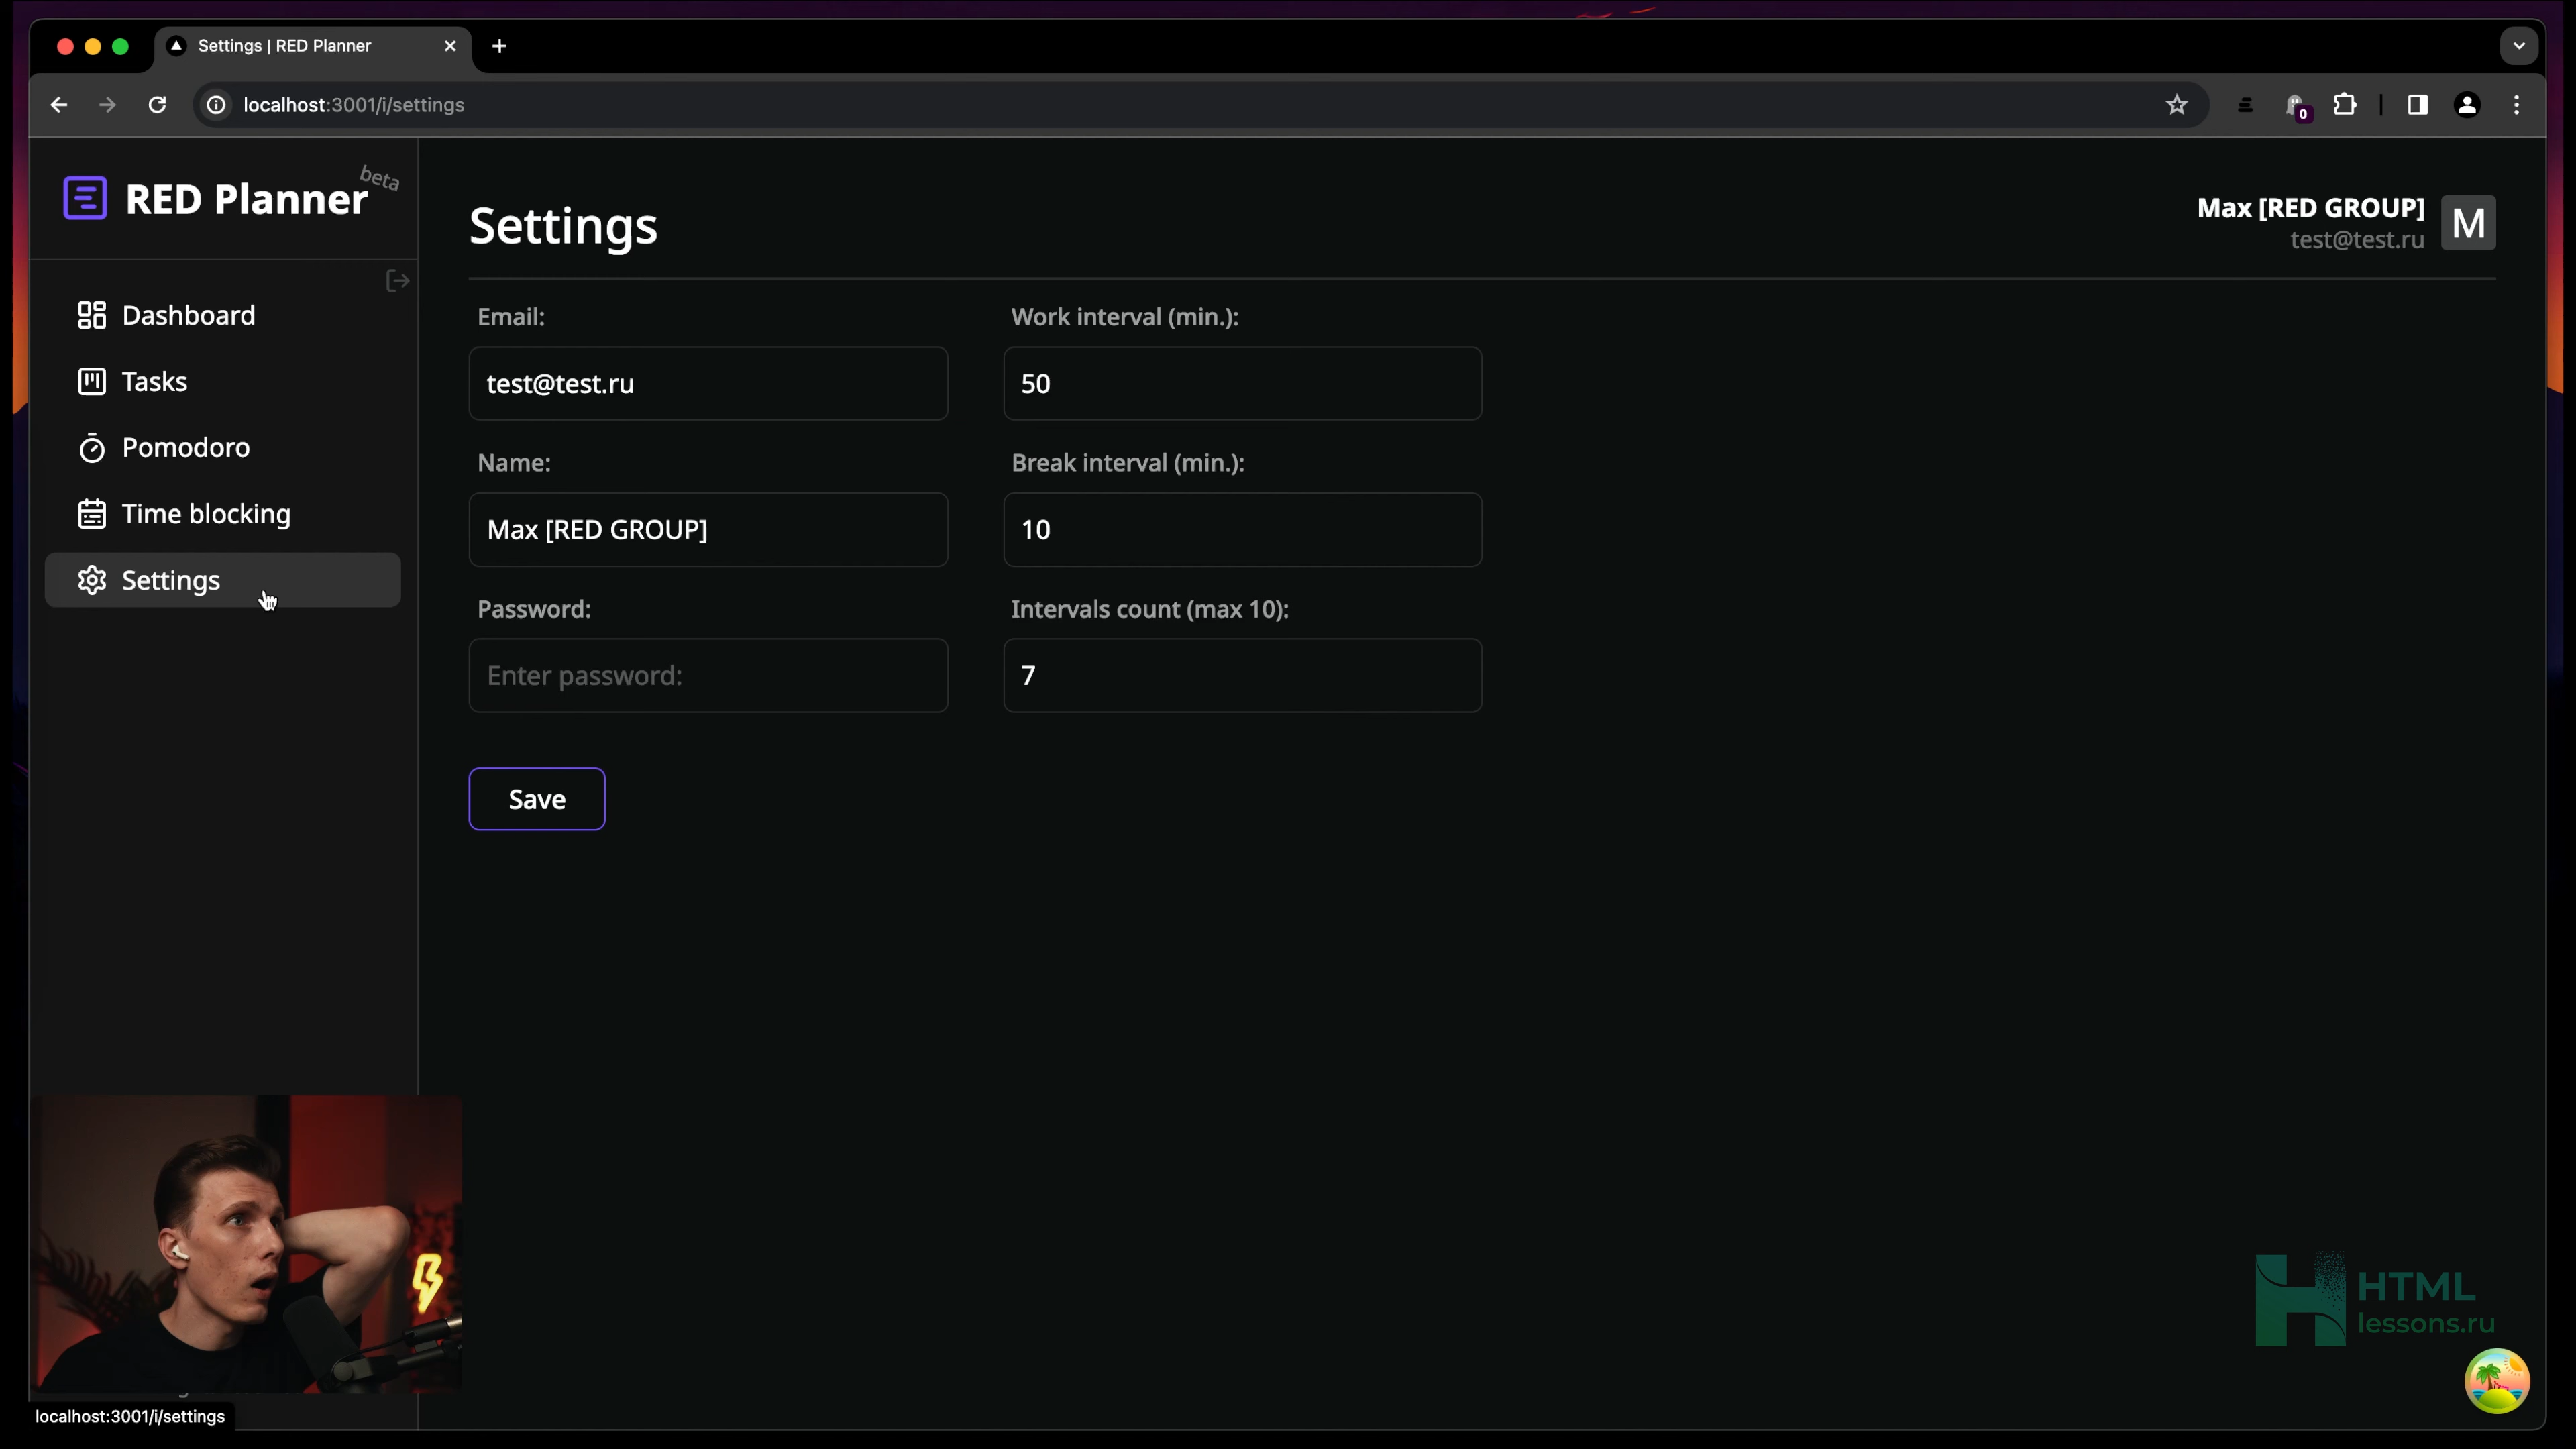 Settings | RED Planner
localhost:3001/i/settings
0
RED Planner
beta
Dashboard
Tasks
Pomodoro
Time blocking
Settings
Settings
Max [RED GROUP]
test@test.ru
M
Email:
test@test.ru
Name:
Max [RED GROUP]
Password:
Enter password:
Work interval (min.):
50
Break interval (min.):
10
Intervals count (max 10):
7
Save
HTML
lessons.ru
localhost:3001/i/settings